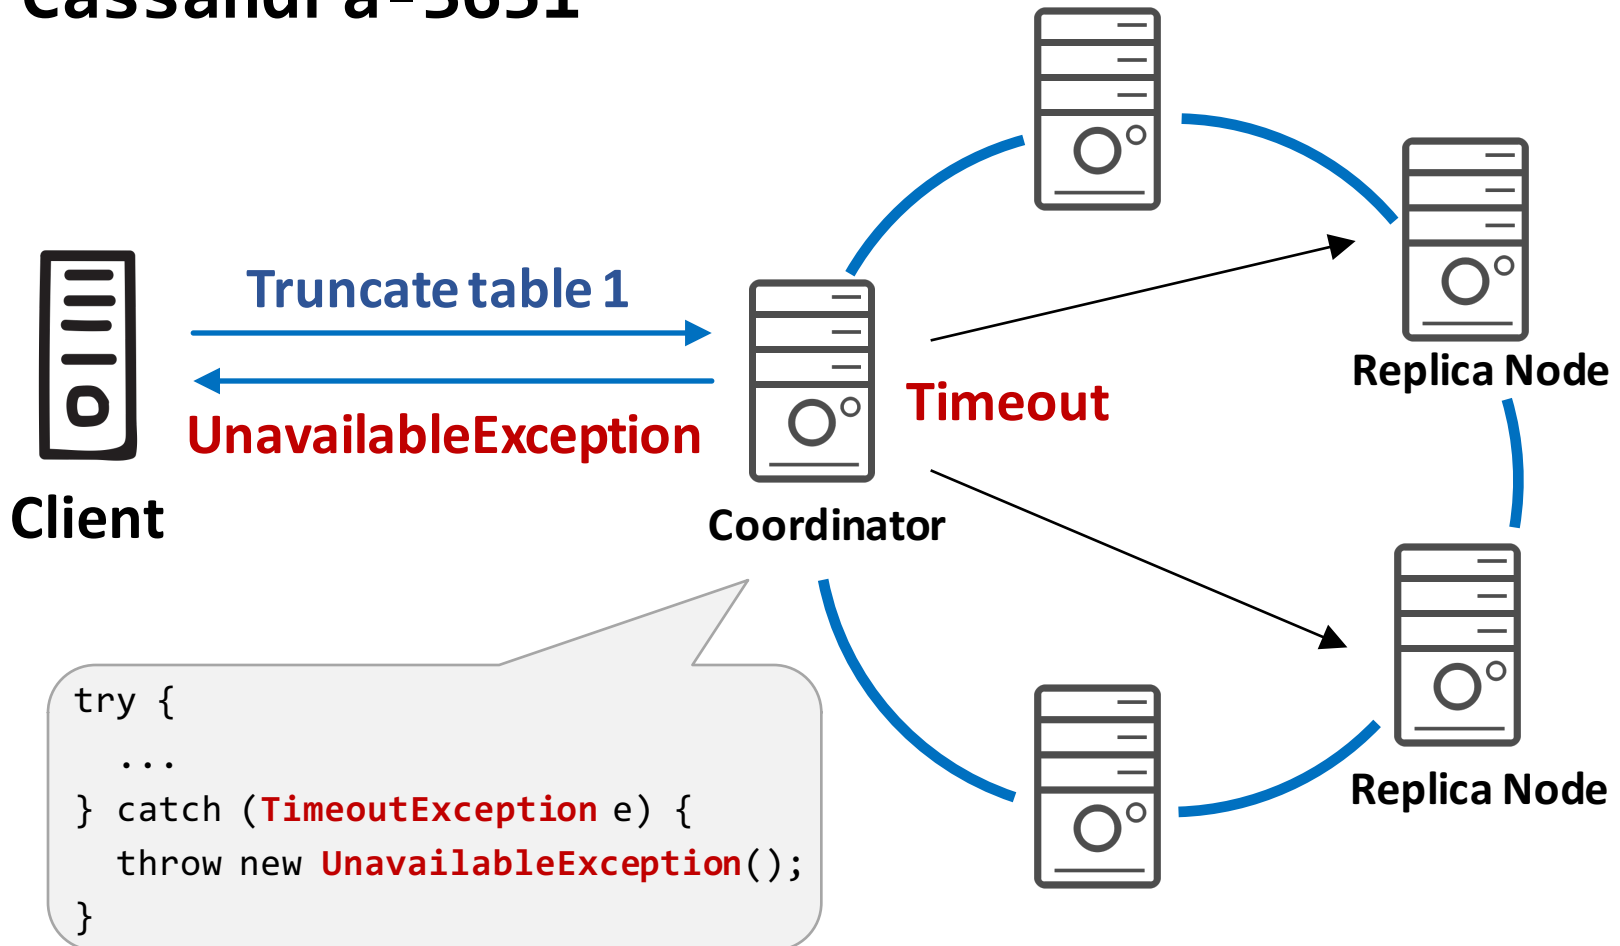 Truncate table 1
UnavailableException
Client
Coordinator
Timeout
Replica Node
Replica Node
try {
...
} catch (TimeoutException e) {
throw new UnavailableException();
}